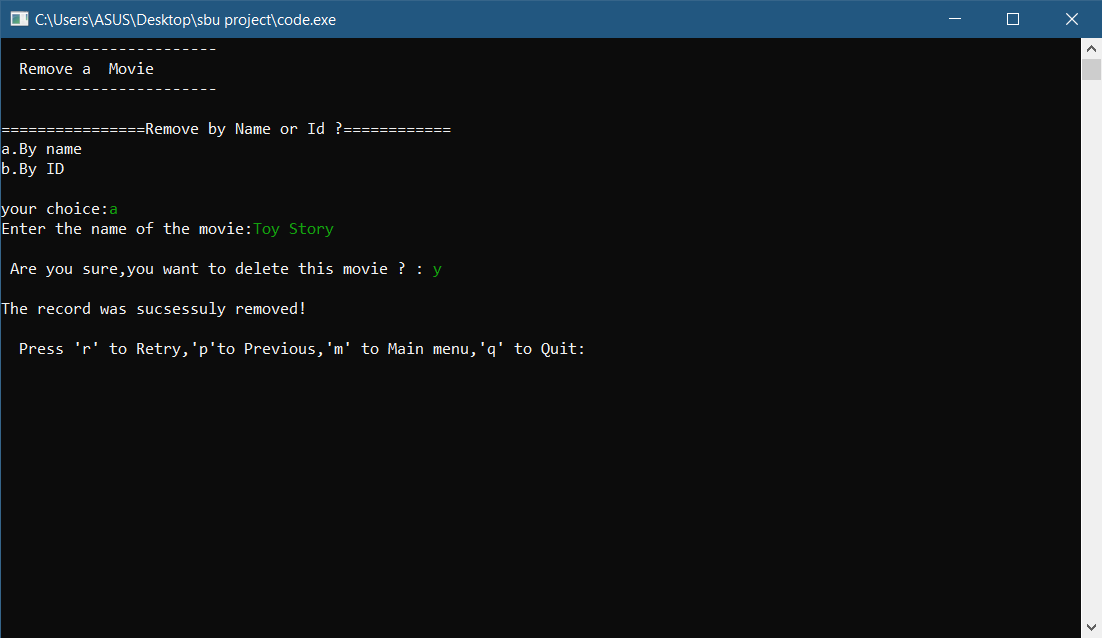 C:\Users\ASUS\Desktop\sbu project\code.exe
----------------------
Remove a  Movie
----------------------
================Remove by Name or Id ?============
a.By name
b.By ID
your choice:a
Enter the name of the movie:Toy Story
Are you sure,you want to delete this movie ? : y
The record was sucsessuly removed!
Press 'r' to Retry,'p'to Previous,'m' to Main menu,'q' to Quit: